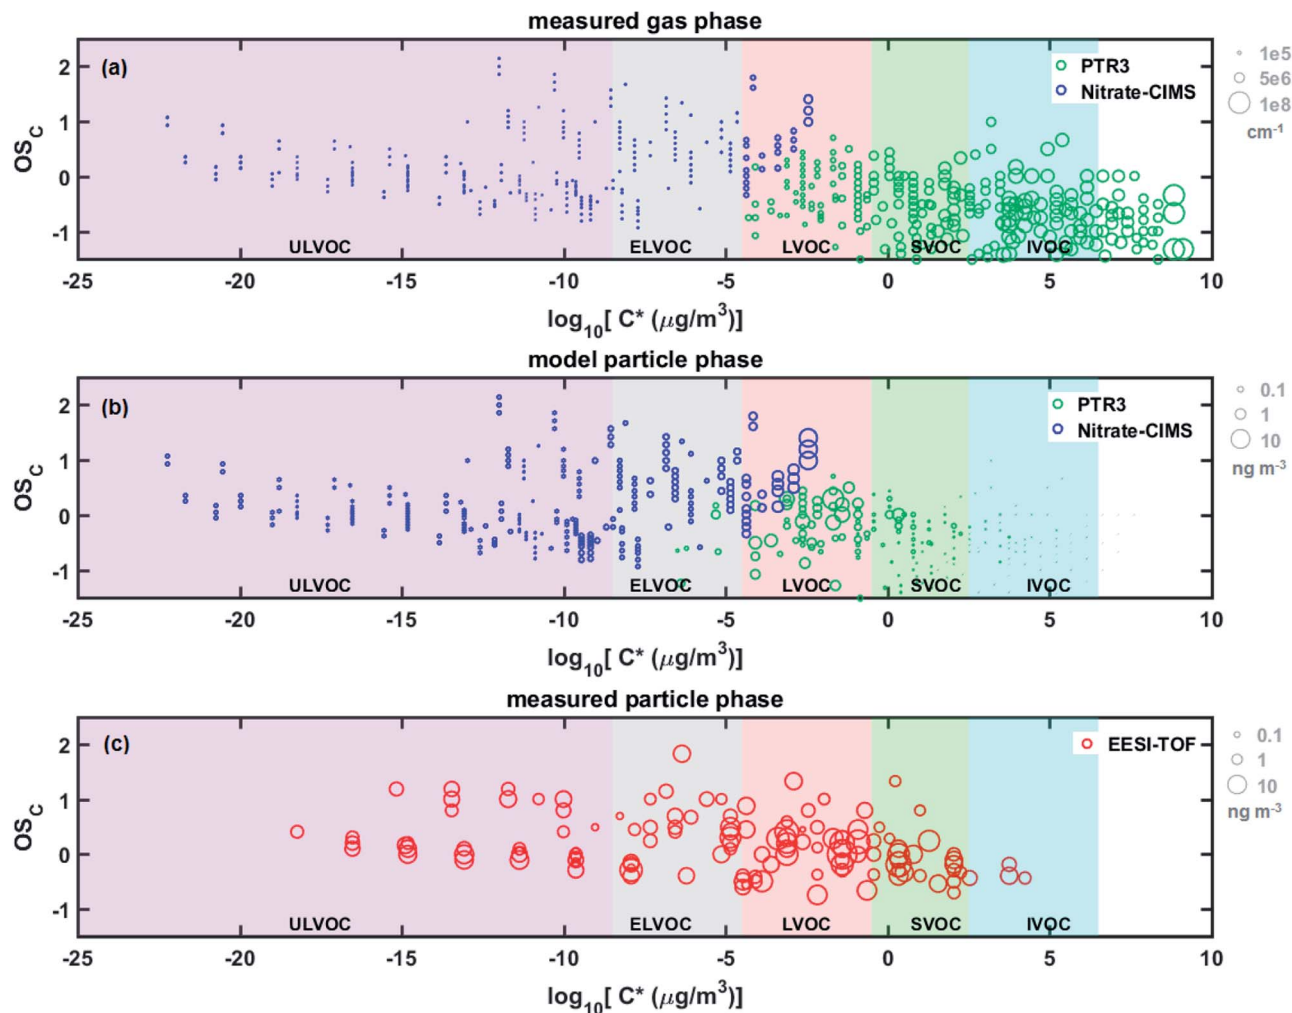 measured gas phase
(a)
PTR3
Nitrate-CIMS
1e5
5e6
1e8
cm⁻¹
2
1
0
-1
OS_C
ULVOC ELVOC LVOC SVOC IVOC
-25 -20 -15 -10 -5 0 5 10
log₁₀[ C* (μg/m³)]
model particle phase
(b)
PTR3
Nitrate-CIMS
0.1
1
10
ng m⁻³
2
1
0
-1
OS_C
ULVOC ELVOC LVOC SVOC IVOC
-25 -20 -15 -10 -5 0 5 10
log₁₀[ C* (μg/m³)]
measured particle phase
(c)
EESI-TOF
0.1
1
10
ng m⁻³
2
1
0
-1
OS_C
ULVOC ELVOC LVOC SVOC IVOC
-25 -20 -15 -10 -5 0 5 10
log₁₀[ C* (μg/m³)]